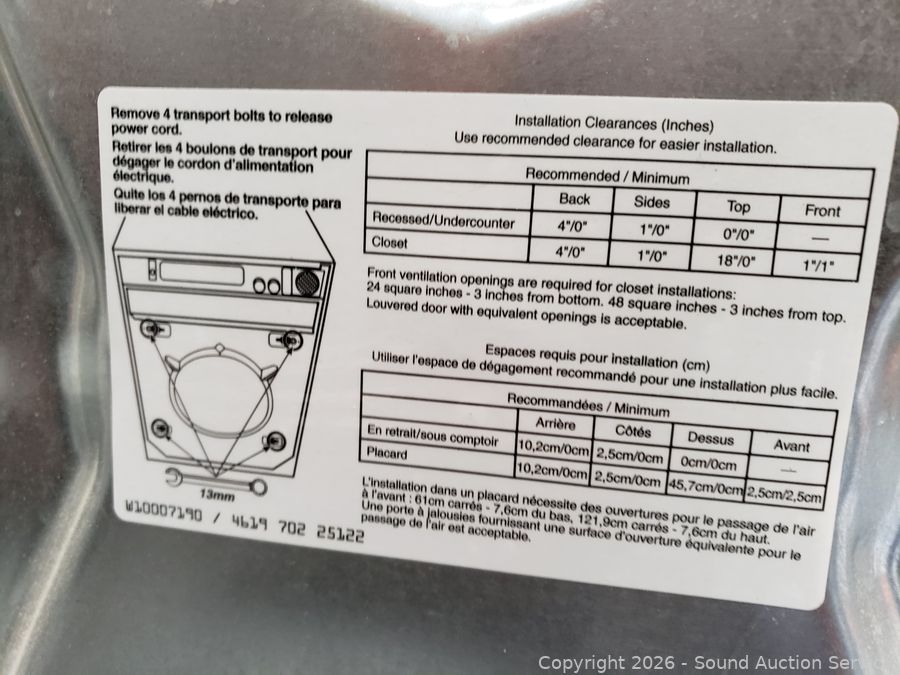 Remove 4 transport bolts to release
power cord.
Retirer les 4 boulons de transport pour
dégager le cordon d'alimentation
électrique.
Quite los 4 pernos de transporte para
liberar el cable eléctrico.
13mm
W10007190 / 4619 702 25122
Installation Clearances (Inches)
Use recommended clearance for easier installation.
Recommended / Minimum
Back Sides Top Front
Recessed/Undercounter 4"/0" 1"/0" 0"/0" —
Closet 4"/0" 1"/0" 18"/0" 1"/1"
Front ventilation openings are required for closet installations:
24 square inches - 3 inches from bottom. 48 square inches - 3 inches from top.
Louvered door with equivalent openings is acceptable.
Espaces requis pour installation (cm)
Utiliser l'espace de dégagement recommandé pour une installation plus facile.
Recommandées / Minimum
Arrière Côtés Dessus Avant
En retrait/sous comptoir 10,2cm/0cm 2,5cm/0cm 0cm/0cm —
Placard 10,2cm/0cm 2,5cm/0cm 45,7cm/0cm 2,5cm/2,5cm
L'installation dans un placard nécessite des ouvertures pour le passage de l'air
à l'avant : 61cm carrés - 7,6cm du bas, 121,9cm carrés - 7,6cm du haut.
Une porte à jalousies fournissant une surface d'ouverture équivalente pour le
passage de l'air est acceptable.
Copyright 2026 - Sound Auction Servi